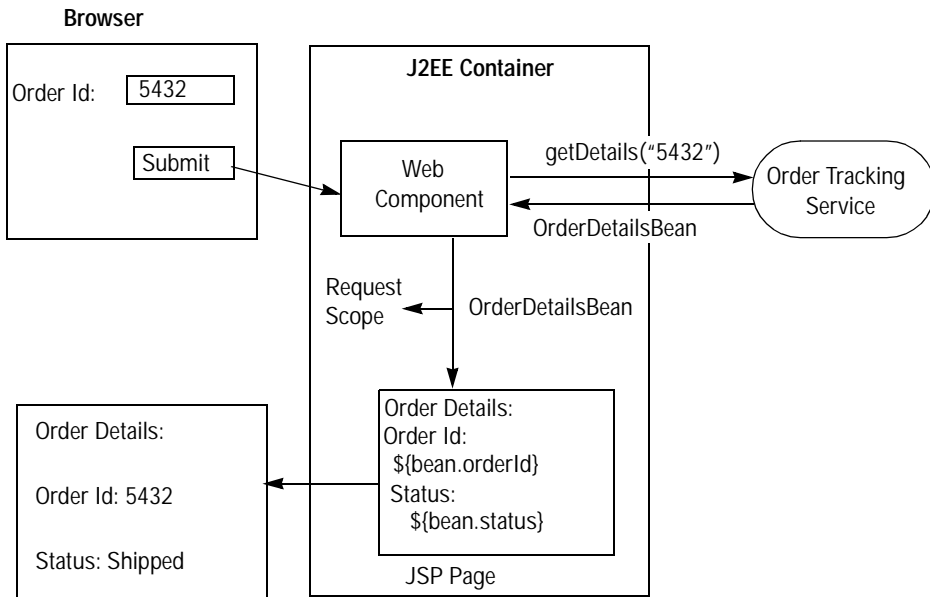 Browser
Order Id: 5432
Submit
J2EE Container
Web
Component
getDetails(“5432”)
Order Tracking
Service
OrderDetailsBean
Request
Scope
OrderDetailsBean
Order Details:
Order Id:
${bean.orderId}
Status:
${bean.status}
JSP Page
Order Details:
Order Id: 5432
Status: Shipped